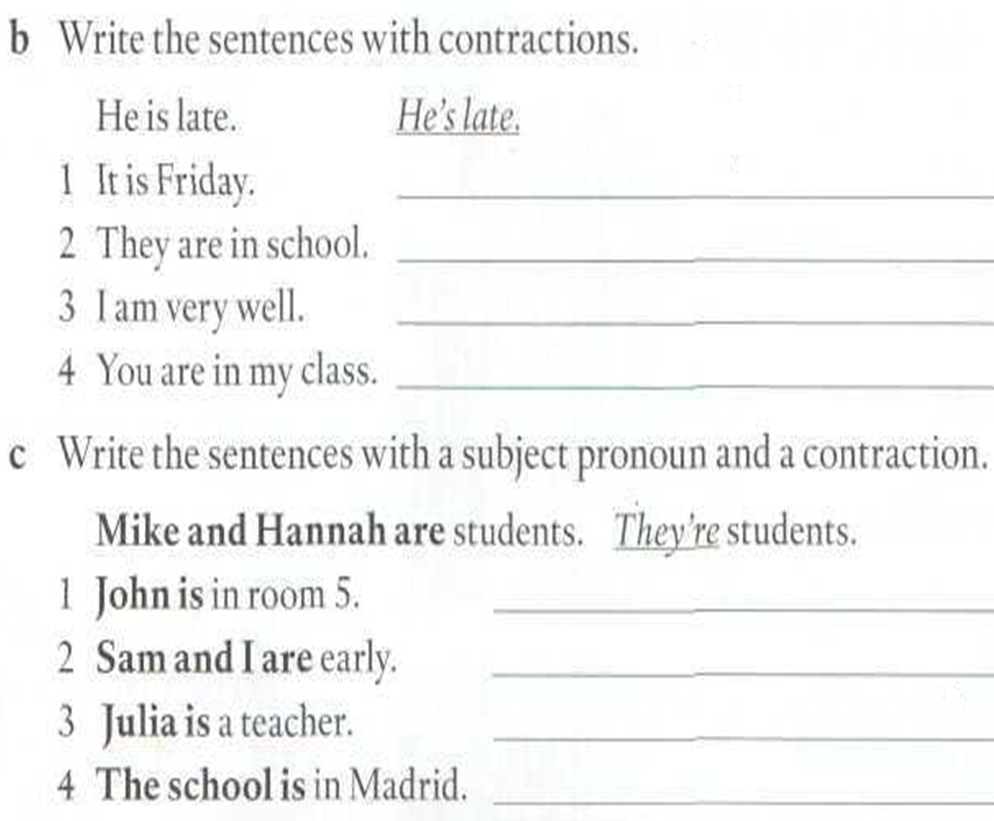 b Write the sentences with contractions.
He is late. He's late.
1 It is Friday.
2 They are in school.
3 I am very well.
4 You are in my class.
c Write the sentences with a subject pronoun and a contraction.
Mike and Hannah are students. They're students.
1 John is in room 5.
2 Sam and I are early.
3 Julia is a teacher.
4 The school is in Madrid.